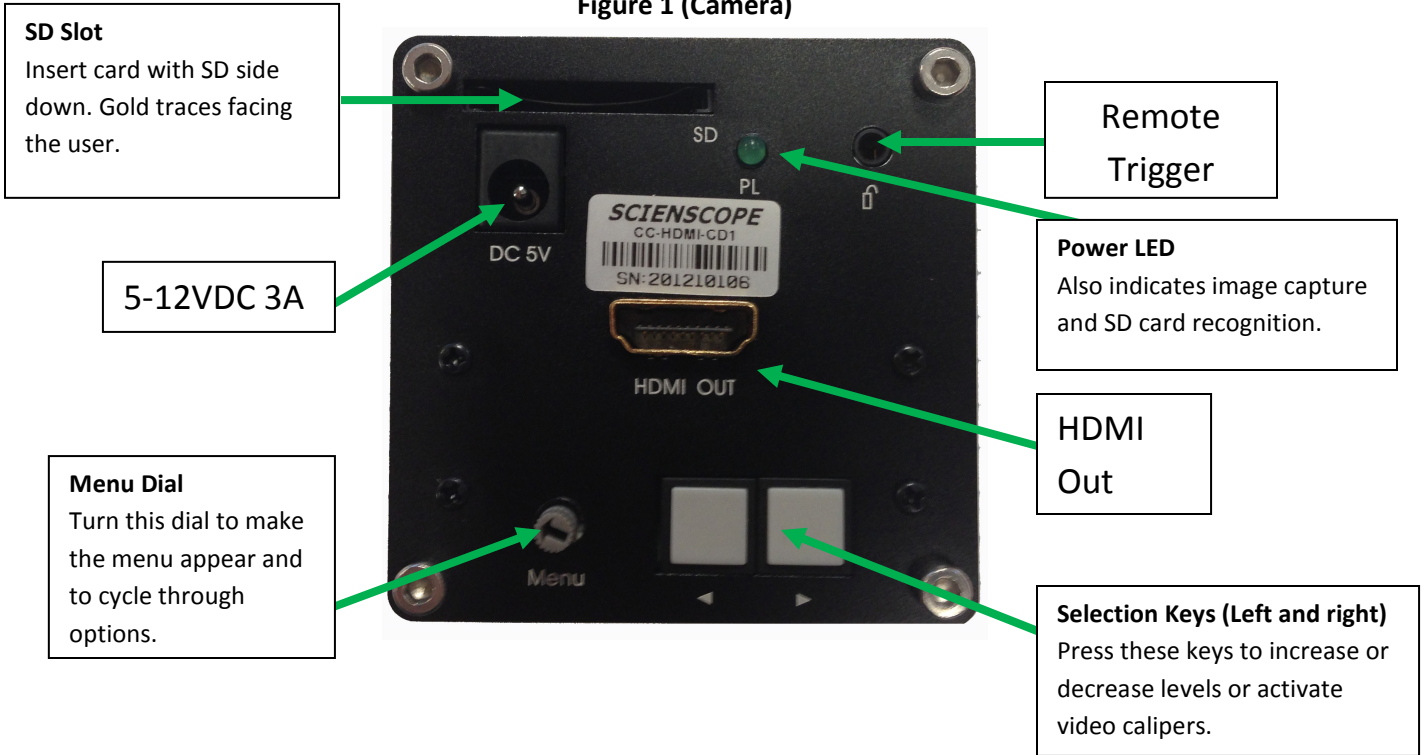 Figure 1 (Camera)
SD Slot
Insert card with SD side
down. Gold traces facing
the user.
Remote
Trigger
SD
PL
DC 5V
SCIENSCOPE
CC-HDMI-CD1
SN:201210106
Power LED
Also indicates image capture
and SD card recognition.
5-12VDC 3A
HDMI OUT
HDMI
Out
Menu Dial
Turn this dial to make
the menu appear and
to cycle through
options.
Menu
Selection Keys (Left and right)
Press these keys to increase or
decrease levels or activate
video calipers.